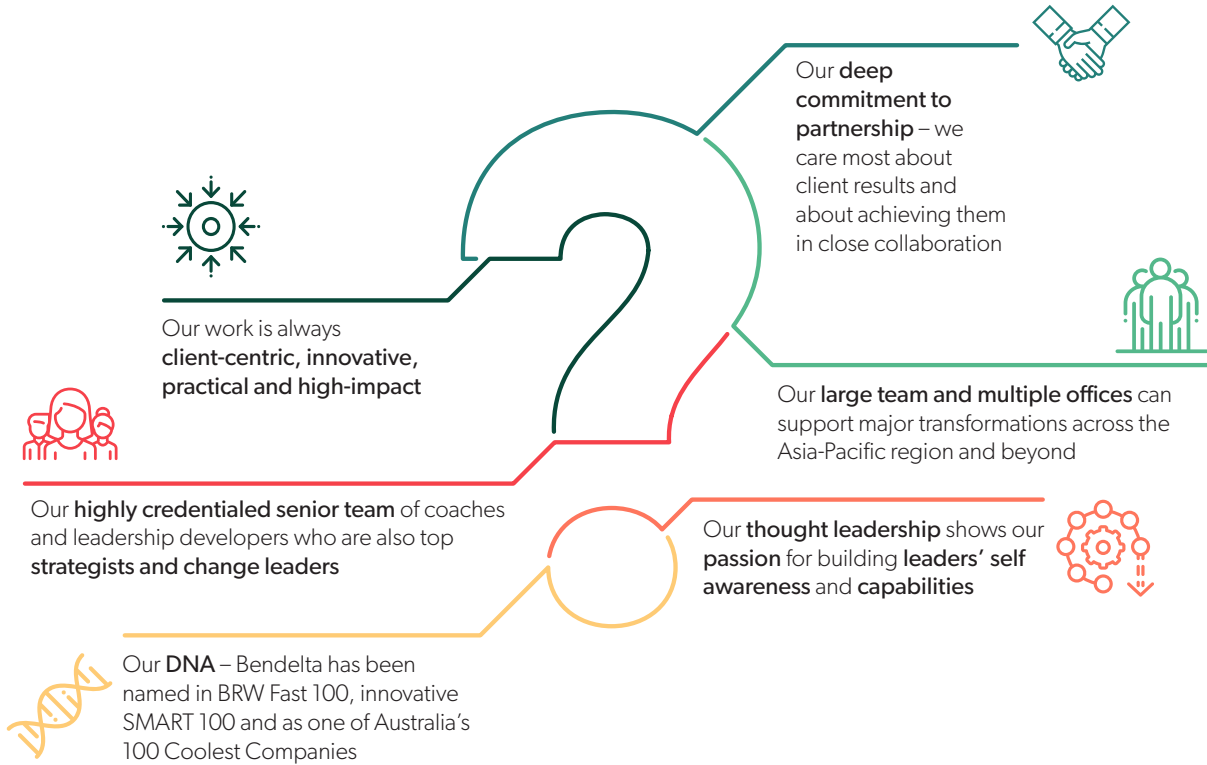 Our deep
commitment to
partnership – we
care most about
client results and
about achieving them
in close collaboration
Our work is always
client-centric, innovative,
practical and high-impact
Our large team and multiple offices can
support major transformations across the
Asia-Pacific region and beyond
Our highly credentialed senior team of coaches
and leadership developers who are also top
strategists and change leaders
Our thought leadership shows our
passion for building leaders’ self
awareness and capabilities
Our DNA – Bendelta has been
named in BRW Fast 100, innovative
SMART 100 and as one of Australia’s
100 Coolest Companies